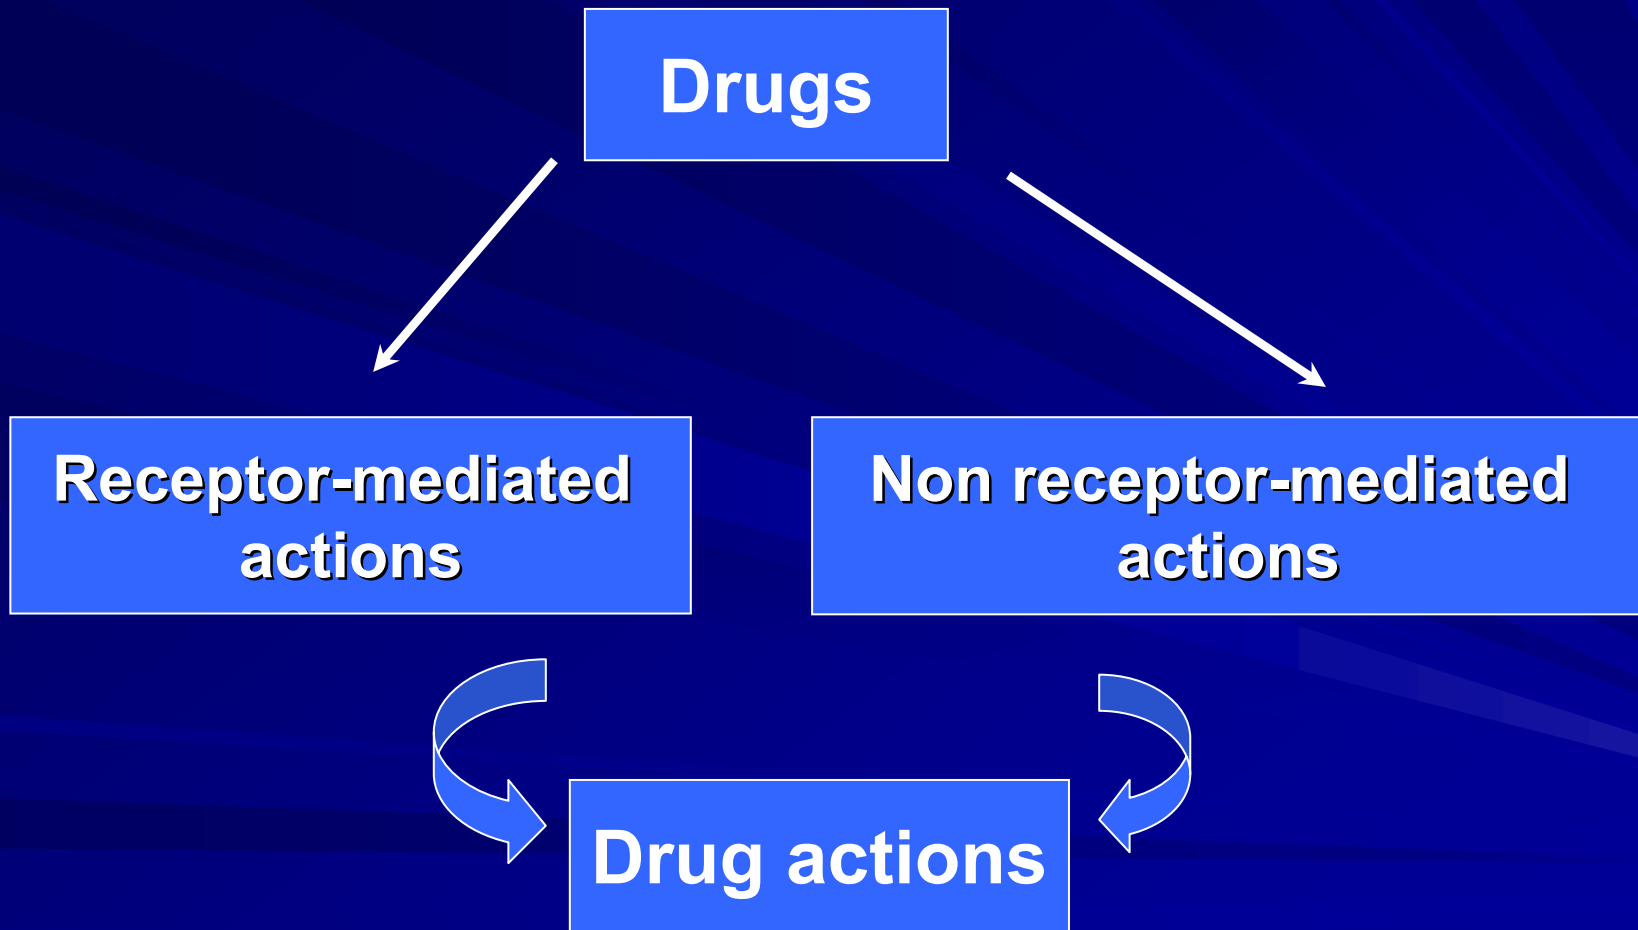 Drugs
Receptor-mediated
actions
Non receptor-mediated
actions
Drug actions